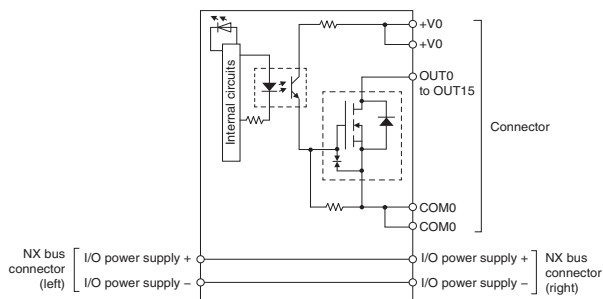 +V0
+V0
OUT0
to OUT15
Internal circuits
Connector
COM0
COM0
NX bus
connector
(left)
I/O power supply +
I/O power supply –
I/O power supply +
I/O power supply –
NX bus
connector
(right)